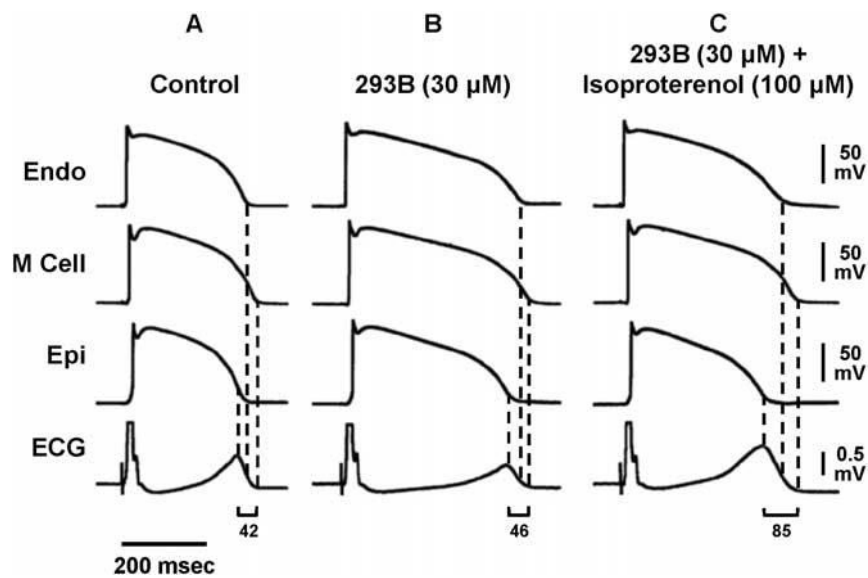 A B C
Control
293B (30 µM)
293B (30 µM) +
Isoproterenol (100 µM)
Endo
50
mV
M Cell
50
mV
Epi
50
mV
ECG
0.5
mV
42
46
85
200 msec